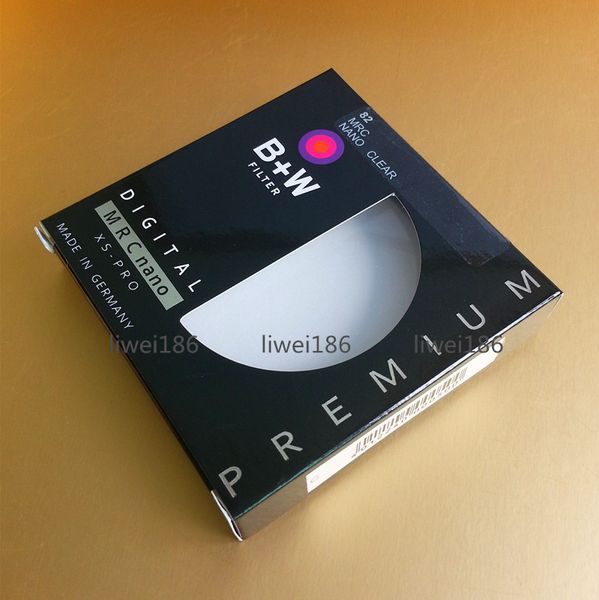 82
MRC
NANO CLEAR
B+W
FILTER
DIGITAL
MRC nano
XS-PRO
MADE IN GERMANY
PREMIUM
liwei186
liwei186
liwei186